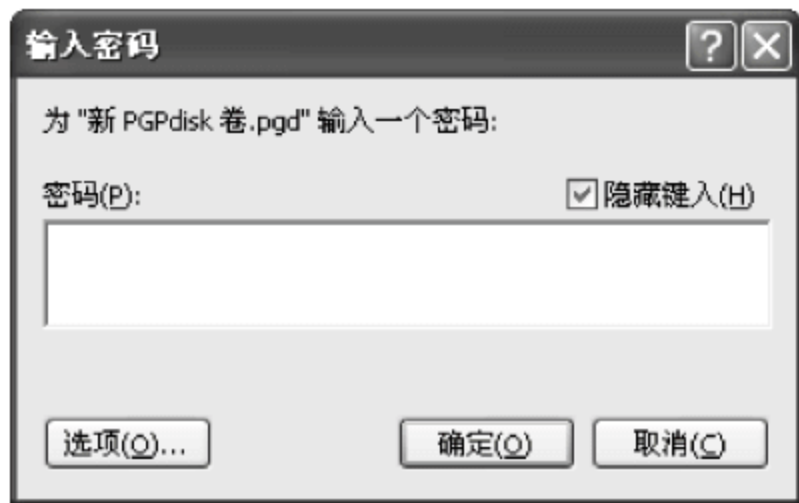 输入密码
为 "新 PGPdisk 卷.pgd" 输入一个密码:
密码(P): 隐藏键入(H)
选项(O)... 确定(O) 取消(C)